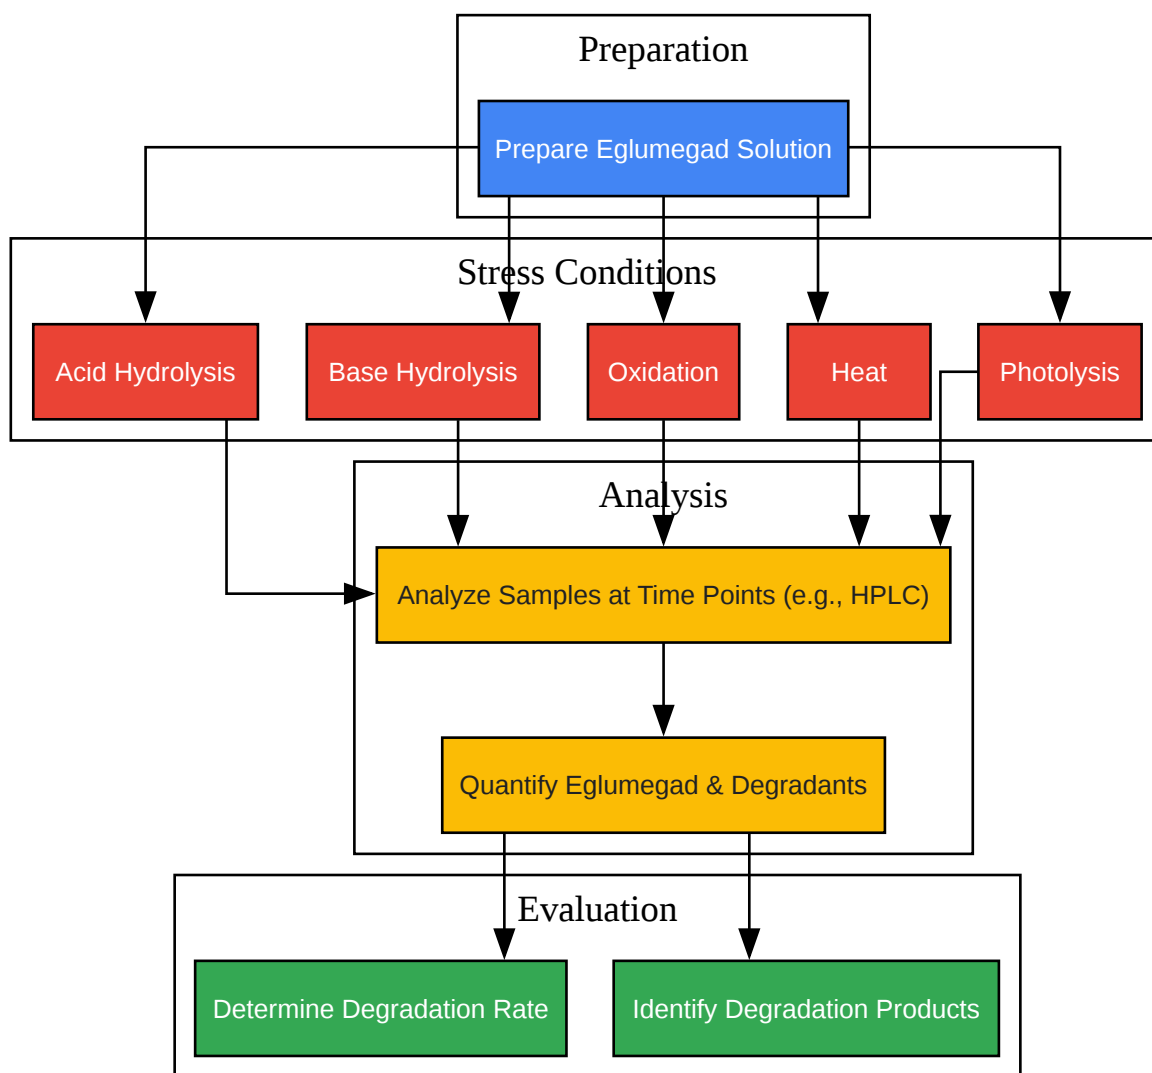 Preparation
Prepare Eglumegad Solution
Stress Conditions
Acid Hydrolysis
Base Hydrolysis
Oxidation
Heat
Photolysis
Analysis
Analyze Samples at Time Points (e.g., HPLC)
Quantify Eglumegad & Degradants
Evaluation
Determine Degradation Rate
Identify Degradation Products